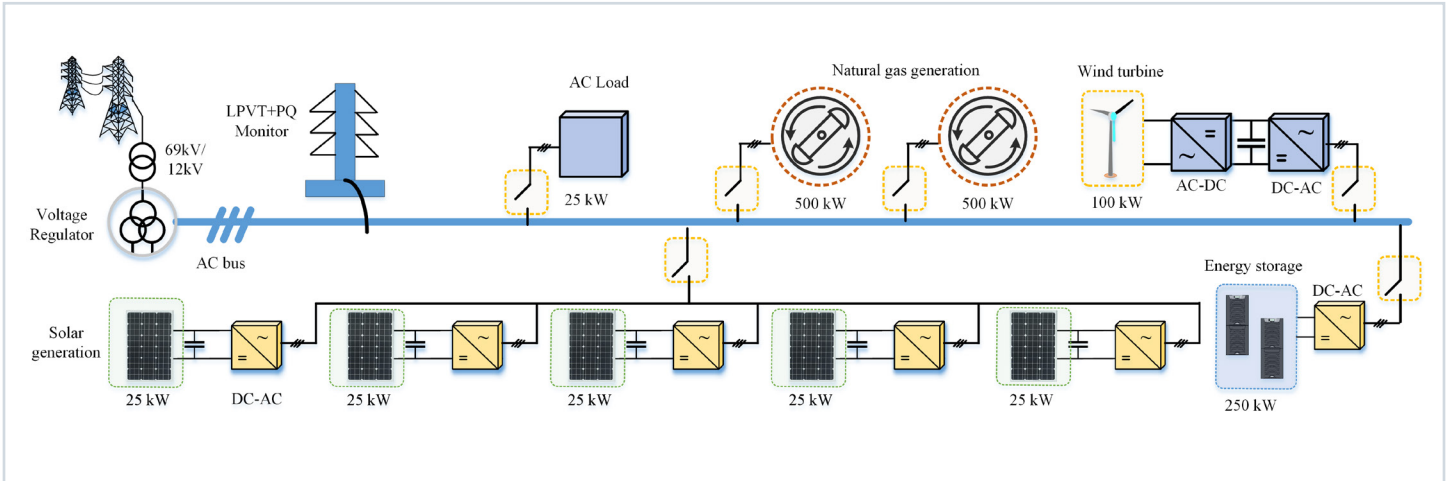 Natural gas generation
Wind turbine
AC Load
LPVT+PQ
Monitor
69kV/
12kV
AC-DC
DC-AC
25 kW
500 kW
500 kW
100 kW
Voltage
Regulator
AC bus
Energy storage
DC-AC
Solar
generation
25 kW
DC-AC
25 kW
25 kW
25 kW
25 kW
250 kW